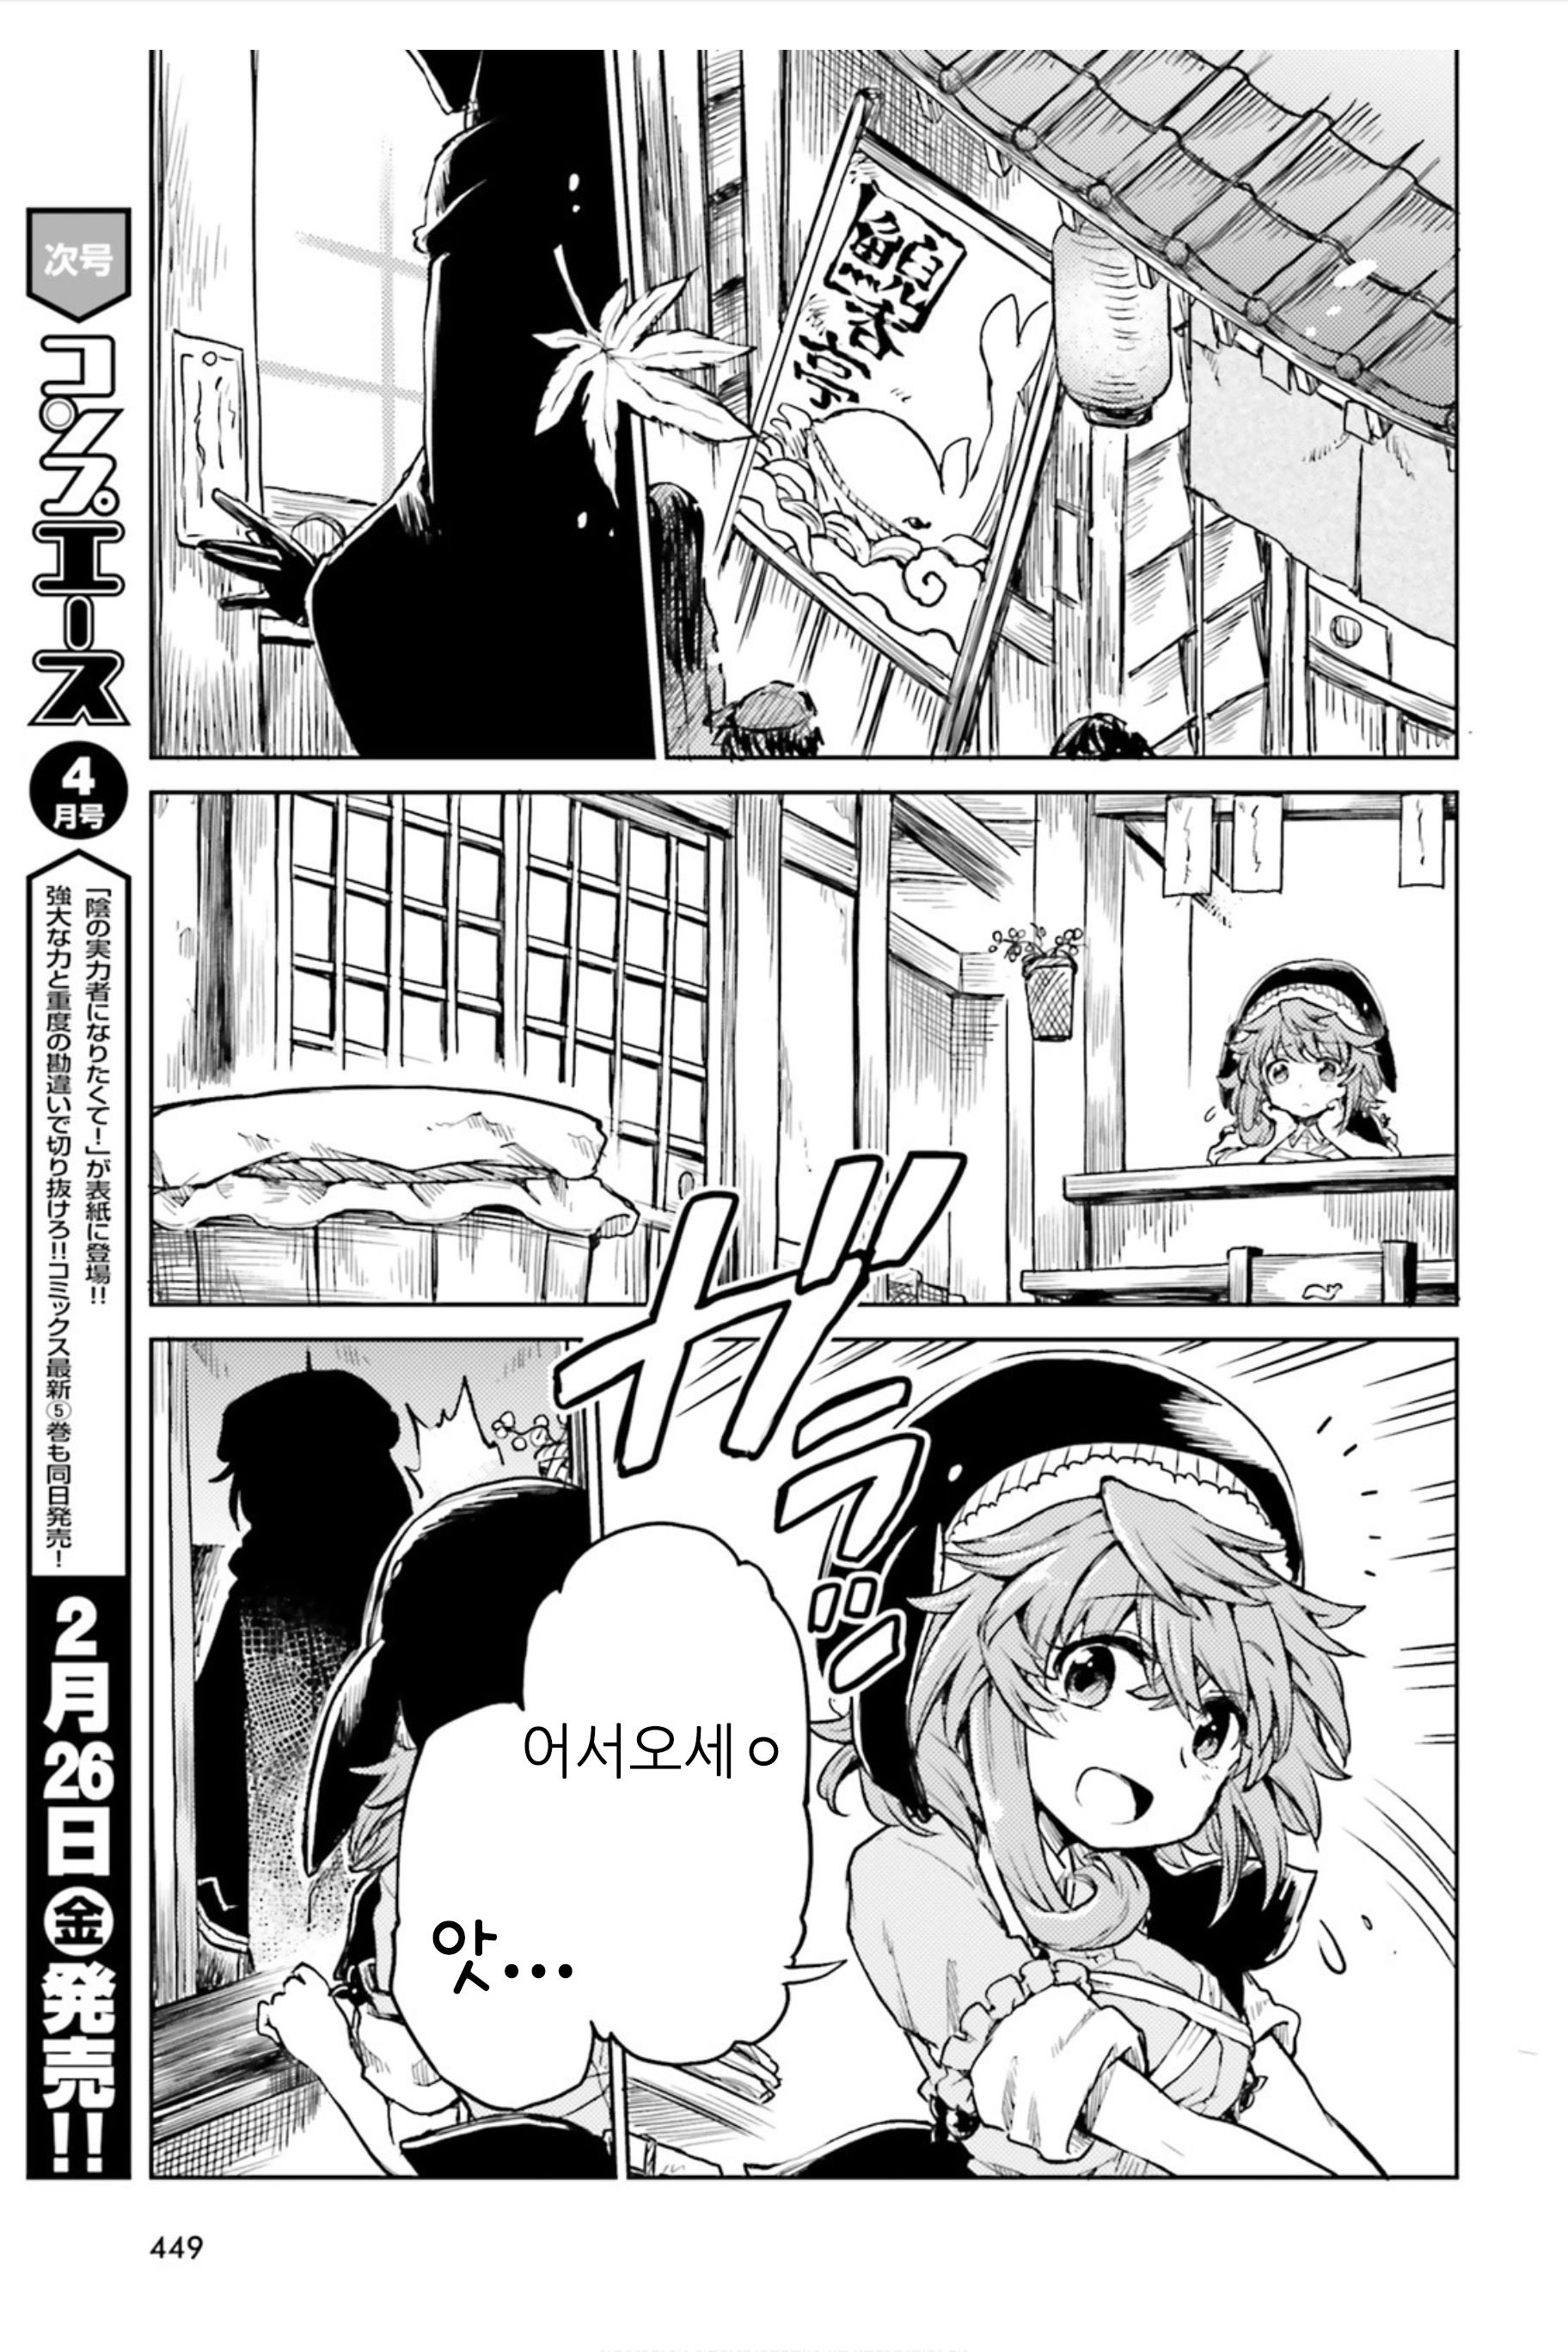 鯢呑亭
ガラッ
어서오세ㅇ
앗…
次号
コンプエース
4
月号
「陰の実力者になりたくて！」が表紙に登場!!
強大な力と重度の勘違いで切り抜けろ!!コミックス最新⑤巻も同日発売！
2月26日金発売!!
449